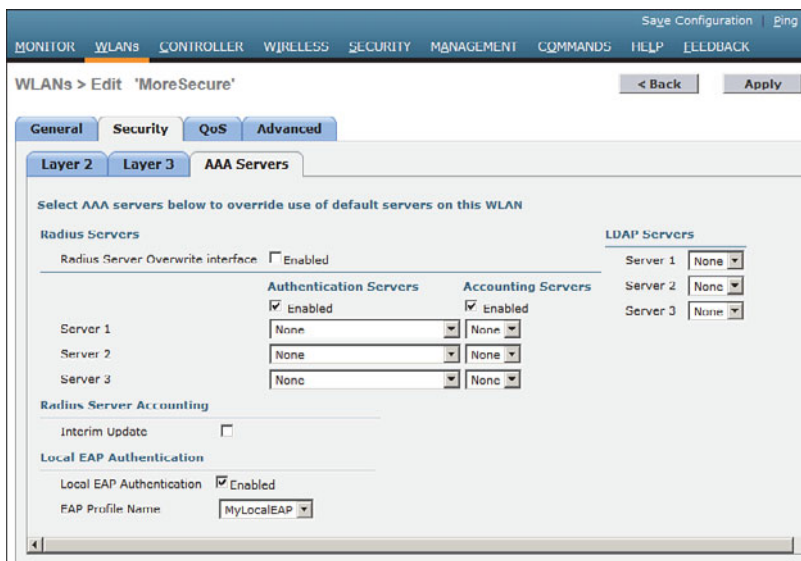 Save Configuration | Ping
MONITOR WLANs CONTROLLER WIRELESS SECURITY MANAGEMENT COMMANDS HELP FEEDBACK
WLANs > Edit 'MoreSecure'
< Back Apply
General Security QoS Advanced
Layer 2 Layer 3 AAA Servers
Select AAA servers below to override use of default servers on this WLAN
Radius Servers
LDAP Servers
Radius Server Overwrite interface Enabled
Server 1 None
Server 2 None
Server 3 None
Authentication Servers Accounting Servers
Enabled Enabled
Server 1 None None
Server 2 None None
Server 3 None None
Radius Server Accounting
Interim Update
Local EAP Authentication
Local EAP Authentication Enabled
EAP Profile Name MyLocalEAP